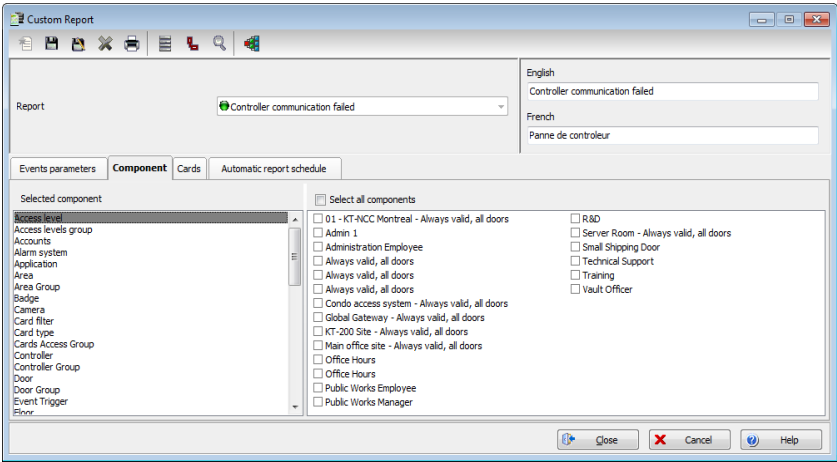 Custom Report
English
Controller communication failed
Report
Controller communication failed
French
Panne de controleur
Events parameters
Component
Cards
Automatic report schedule
Selected component
Select all components
Access level
Access levels group
Accounts
Alarm system
Application
Area
Area Group
Badge
Camera
Card filter
Card type
Cards Access Group
Controller
Controller Group
Door
Door Group
Event Trigger
Floor
01 - KT-NCC Montreal - Always valid, all doors
Admin 1
Administration Employee
Always valid, all doors
Always valid, all doors
Always valid, all doors
Condo access system - Always valid, all doors
Global Gateway - Always valid, all doors
KT-200 Site - Always valid, all doors
Main office site - Always valid, all doors
Office Hours
Office Hours
Public Works Employee
Public Works Manager
R&D
Server Room - Always valid, all doors
Small Shipping Door
Technical Support
Training
Vault Officer
Close
Cancel
Help